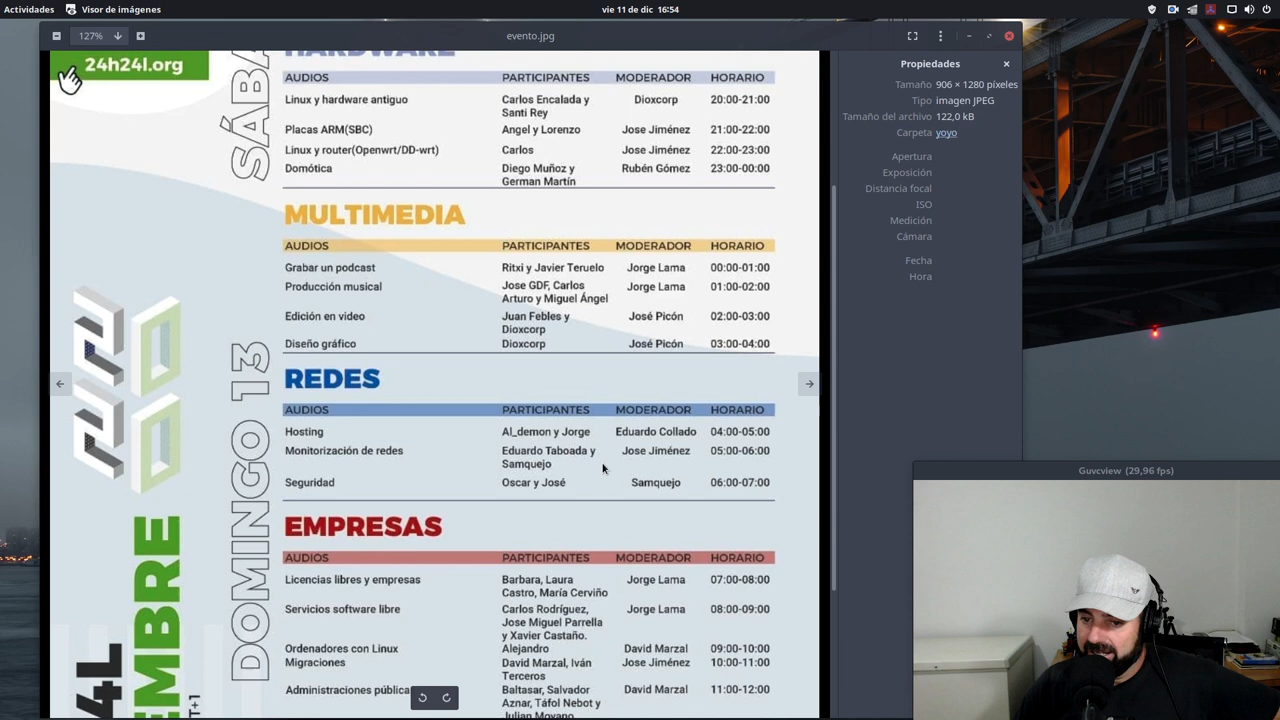 Actividades Visor de imágenes vie 11 de dic 16:54
127% evento.jpg
Propiedades
Tamaño 906 × 1280 píxeles
Tipo imagen JPEG
Tamaño del archivo 122,0 kB
Carpeta yoyo
Apertura
Exposición
Distancia focal
ISO
Medición
Cámara
Fecha
Hora
24h24l.org
SÁBA
HARDWARE
AUDIOS PARTICIPANTES MODERADOR HORARIO
Linux y hardware antiguo Carlos Encalada y Dioxcorp 20:00-21:00
Santi Rey
Placas ARM(SBC) Angel y Lorenzo Jose Jiménez 21:00-22:00
Linux y router(Openwrt/DD-wrt) Carlos Jose Jiménez 22:00-23:00
Domótica Diego Muñoz y Rubén Gómez 23:00-00:00
German Martín
MULTIMEDIA
AUDIOS PARTICIPANTES MODERADOR HORARIO
Grabar un podcast Ritxi y Javier Teruelo Jorge Lama 00:00-01:00
Producción musical Jose GDF, Carlos Jorge Lama 01:00-02:00
Arturo y Miguel Ángel
Edición en video Juan Febles y José Picón 02:00-03:00
Dioxcorp
Diseño gráfico Dioxcorp José Picón 03:00-04:00
DOMINGO 13
REDES
AUDIOS PARTICIPANTES MODERADOR HORARIO
Hosting Al_demon y Jorge Eduardo Collado 04:00-05:00
Monitorización de redes Eduardo Taboada y Jose Jiménez 05:00-06:00
Samquejo
Seguridad Oscar y José Samquejo 06:00-07:00
EMPRESAS
AUDIOS PARTICIPANTES MODERADOR HORARIO
Licencias libres y empresas Barbara, Laura Jorge Lama 07:00-08:00
Castro, María Cerviño
Servicios software libre Carlos Rodríguez, Jorge Lama 08:00-09:00
Jose Miguel Parrella
y Xavier Castaño.
Ordenadores con Linux Alejandro David Marzal 09:00-10:00
Migraciones David Marzal, Iván Jose Jiménez 10:00-11:00
Terceros
Administraciones pública Baltasar, Salvador David Marzal 11:00-12:00
Aznar, Táfol Nebot y
Julian Moyano
4L
EMBRE
T+1
Guvcview (29,96 fps)